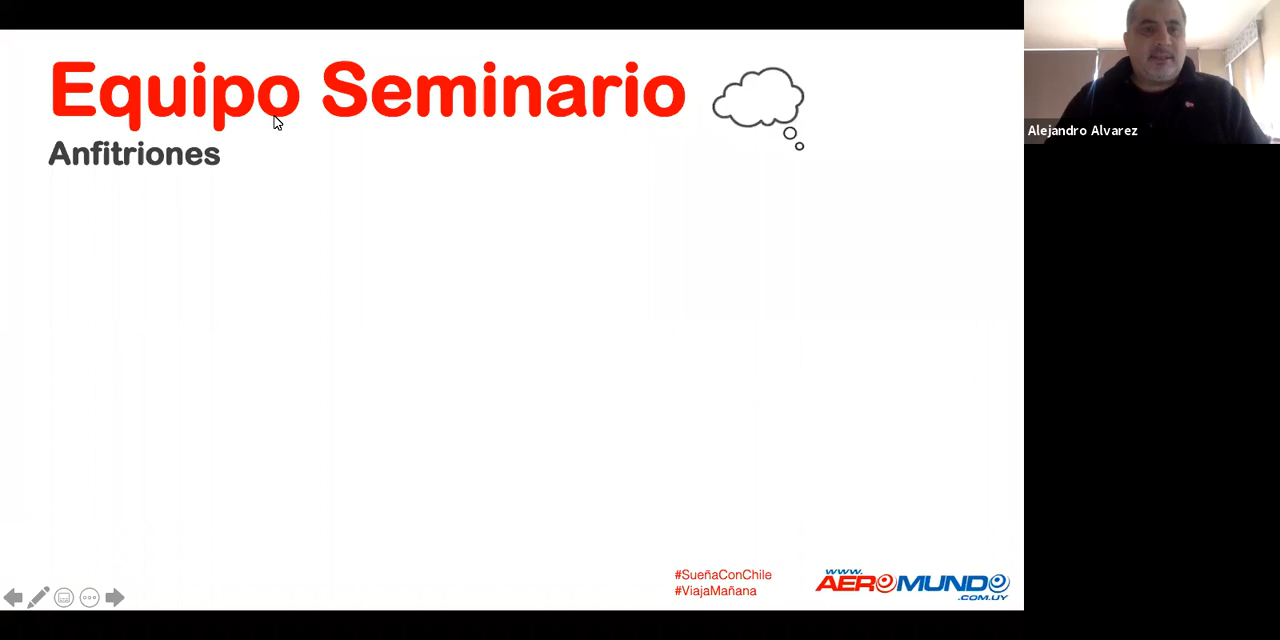 Equipo Seminario
Anfitriones
Alejandro Alvarez
#SueñaConChile
#ViajaMañana
www.
AEROMUNDO
.COM.UY